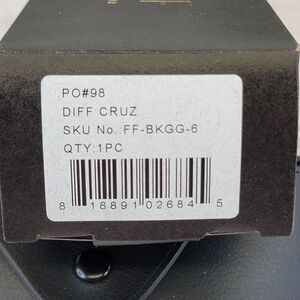 PO#98
DIFF CRUZ
SKU No.:FF-BKGG-6
QTY:1PC
8 18891 02684 5